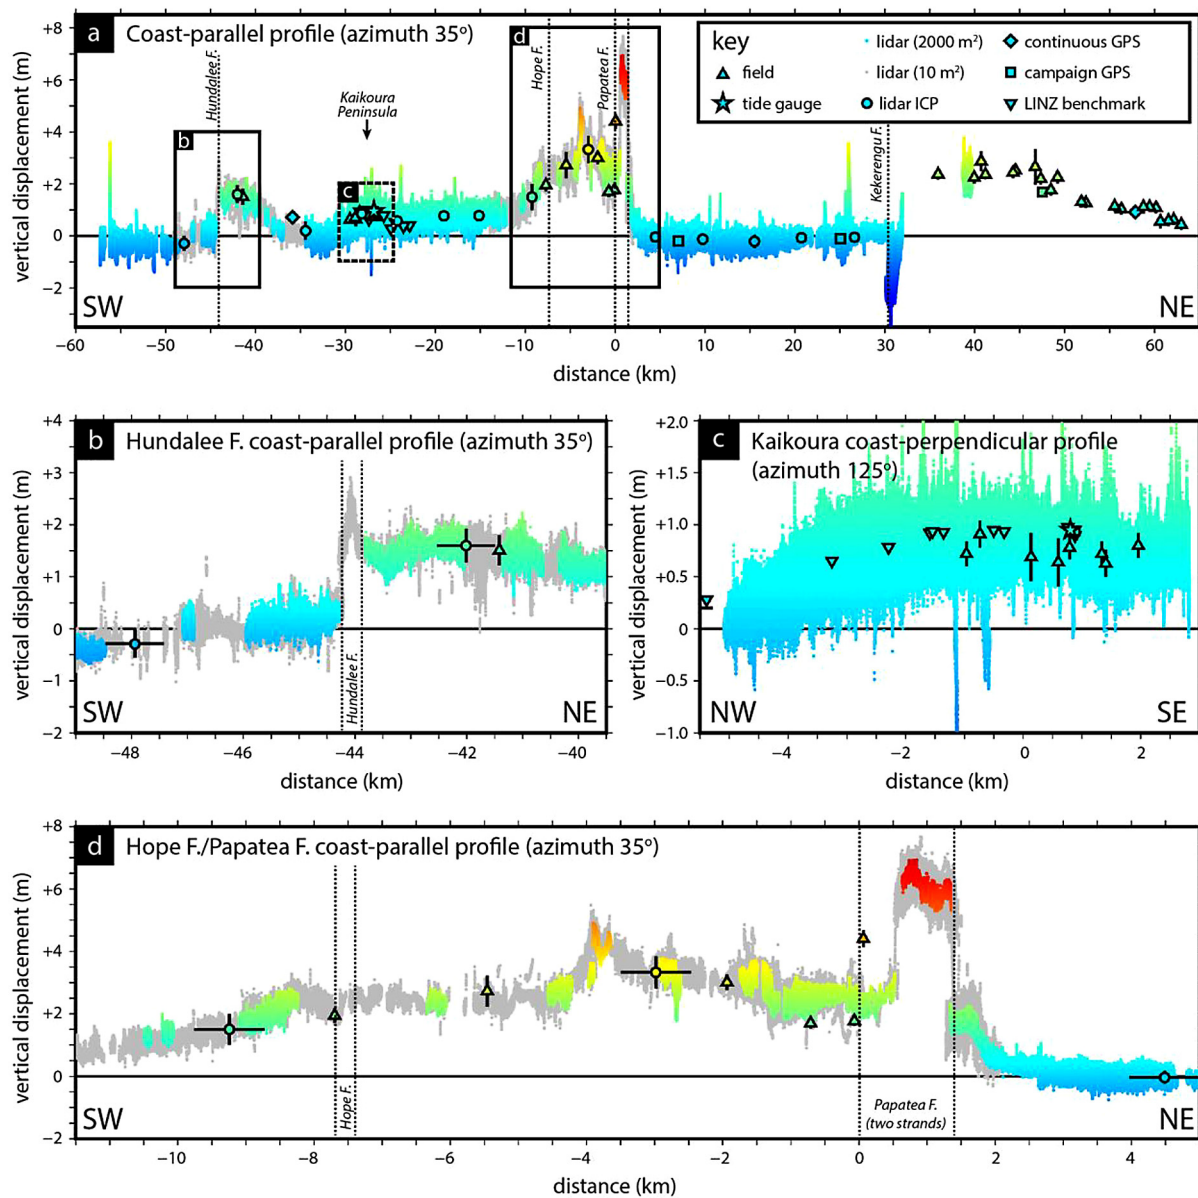 a Coast-parallel profile (azimuth 35°)
vertical displacement (m)
+8
+6
+4
+2
0
−2
Hundalee F.
Kaikoura
Peninsula
Hope F.
Papatea F.
Kekerengu F.
b
c
d
key
field
tide gauge
lidar (2000 m²)
lidar (10 m²)
lidar ICP
continuous GPS
campaign GPS
LINZ benchmark
SW NE
−60 −50 −40 −30 −20 −10 0 10 20 30 40 50 60
distance (km)
b Hundalee F. coast-parallel profile (azimuth 35°)
vertical displacement (m)
+4
+3
+2
+1
0
−1
−2
Hundalee F.
SW NE
−48 −46 −44 −42 −40
distance (km)
c Kaikoura coast-perpendicular profile
(azimuth 125°)
vertical displacement (m)
+2.0
+1.5
+1.0
+0.5
0
−0.5
−1.0
NW SE
−4 −2 0 2
distance (km)
d Hope F./Papatea F. coast-parallel profile (azimuth 35°)
vertical displacement (m)
+8
+6
+4
+2
0
−2
Hope F.
Papatea F.
(two strands)
SW NE
−10 −8 −6 −4 −2 0 2 4
distance (km)